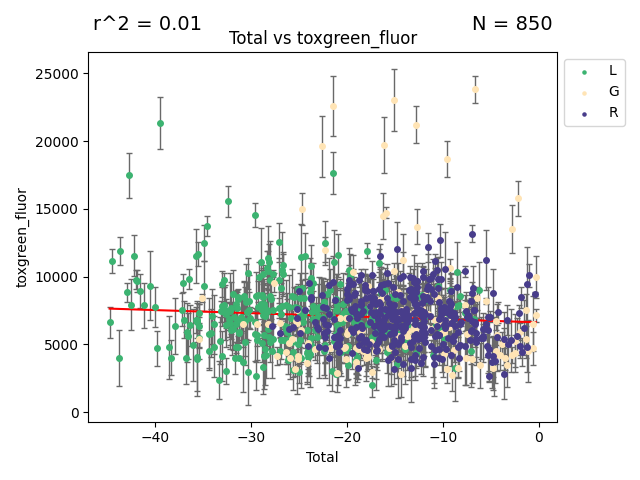 r^2 = 0.01
N = 850
Total vs toxgreen_fluor
L
G
R
25000
20000
15000
10000
5000
0
toxgreen_fluor
−40
−30
−20
−10
0
Total